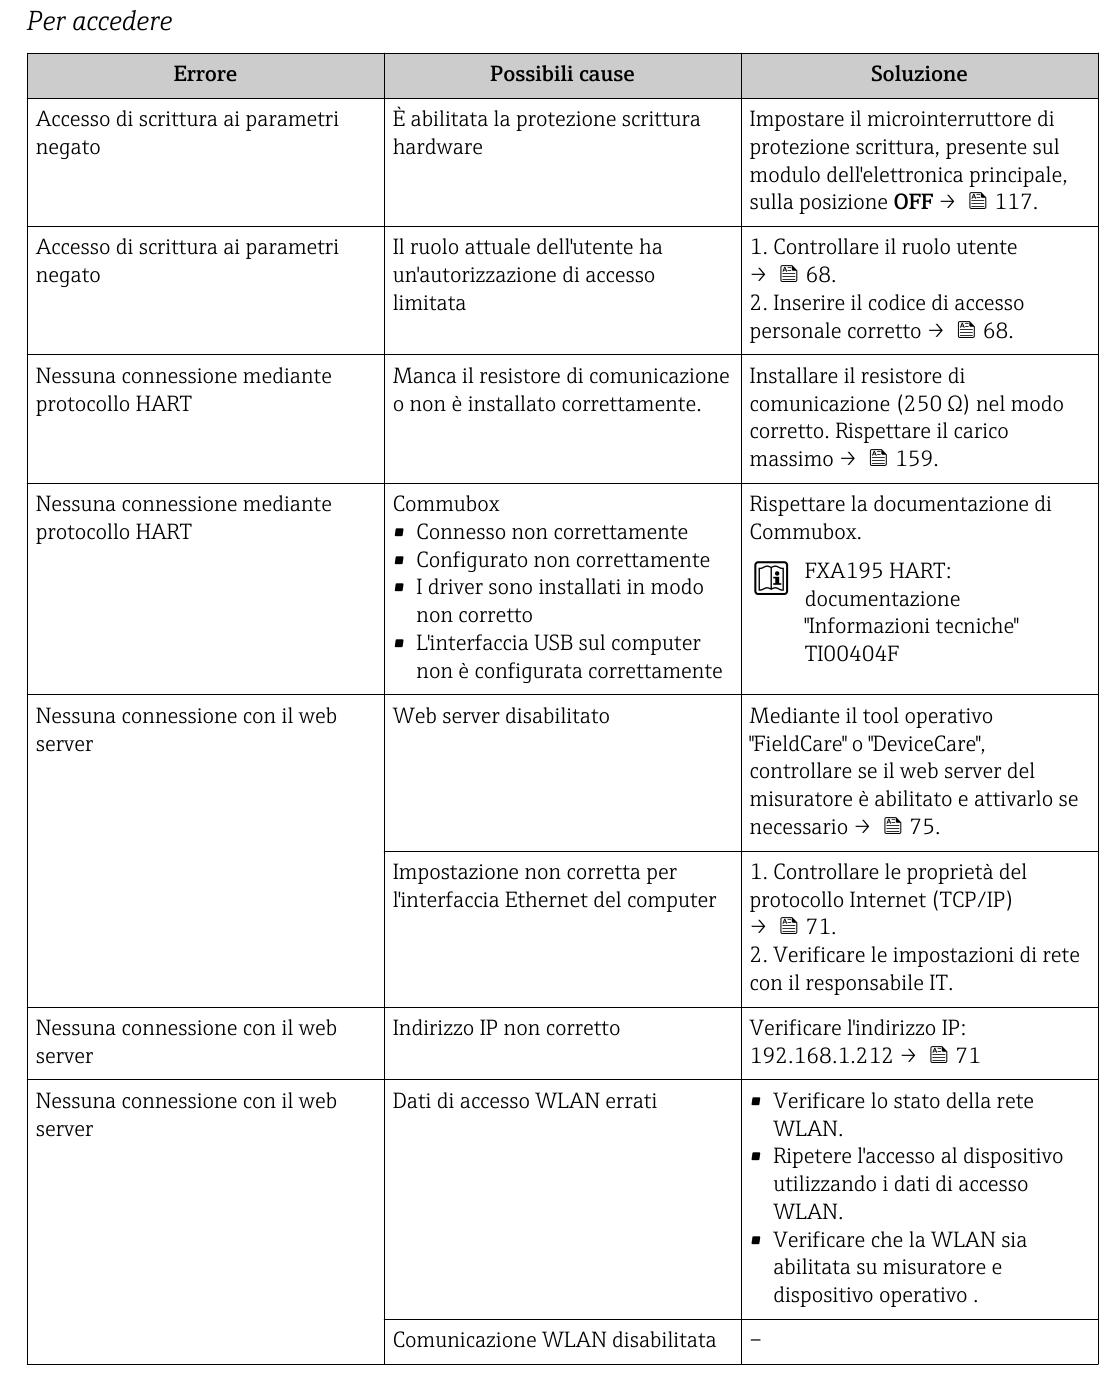 Per accedere
Errore
Possibili cause
Soluzione
Accesso di scrittura ai parametri
negato
È abilitata la protezione scrittura
hardware
Impostare il microinterruttore di
protezione scrittura, presente sul
modulo dell'elettronica principale,
sulla posizione OFF → 117.
Accesso di scrittura ai parametri
negato
Il ruolo attuale dell'utente ha
un'autorizzazione di accesso
limitata
1. Controllare il ruolo utente
→ 68.
2. Inserire il codice di accesso
personale corretto → 68.
Nessuna connessione mediante
protocollo HART
Manca il resistore di comunicazione
o non è installato correttamente.
Installare il resistore di
comunicazione (250 Ω) nel modo
corretto. Rispettare il carico
massimo → 159.
Nessuna connessione mediante
protocollo HART
Commubox
▪ Connesso non correttamente
▪ Configurato non correttamente
▪ I driver sono installati in modo
non corretto
▪ L'interfaccia USB sul computer
non è configurata correttamente
Rispettare la documentazione di
Commubox.
FXA195 HART:
documentazione
"Informazioni tecniche"
TI00404F
Nessuna connessione con il web
server
Web server disabilitato
Mediante il tool operativo
"FieldCare" o "DeviceCare",
controllare se il web server del
misuratore è abilitato e attivarlo se
necessario → 75.
Impostazione non corretta per
l'interfaccia Ethernet del computer
1. Controllare le proprietà del
protocollo Internet (TCP/IP)
→ 71.
2. Verificare le impostazioni di rete
con il responsabile IT.
Nessuna connessione con il web
server
Indirizzo IP non corretto
Verificare l'indirizzo IP:
192.168.1.212 → 71
Nessuna connessione con il web
server
Dati di accesso WLAN errati
▪ Verificare lo stato della rete
WLAN.
▪ Ripetere l'accesso al dispositivo
utilizzando i dati di accesso
WLAN.
▪ Verificare che la WLAN sia
abilitata su misuratore e
dispositivo operativo .
Comunicazione WLAN disabilitata
–